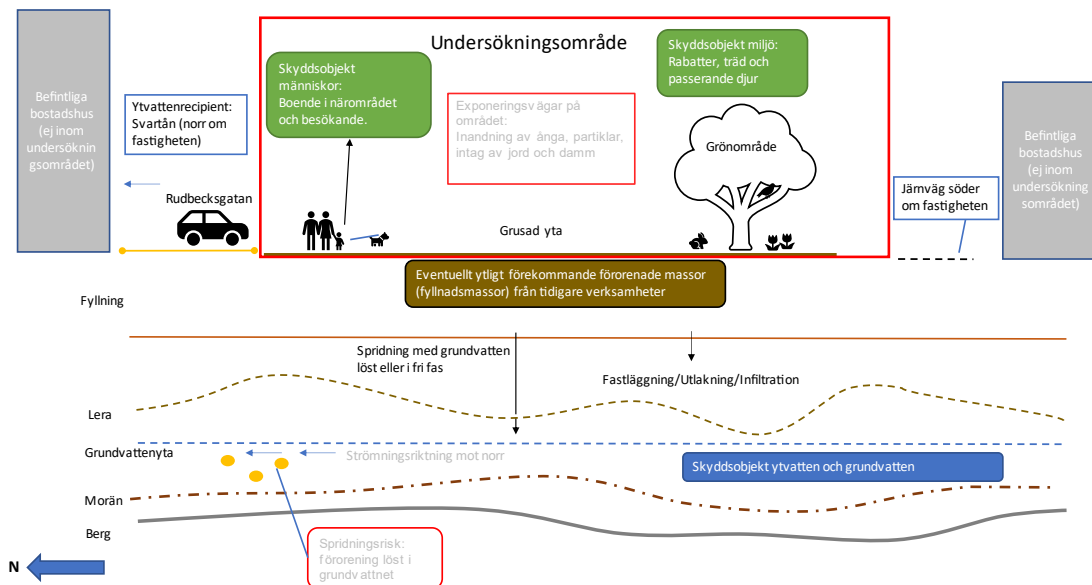 Undersökningsområde
Befintliga
bostadshus
(ej inom
undersöknin
gsområdet)
Ytvattenrecipient:
Svartån (norr om
fastigheten)
Rudbecksgatan
Skyddsobjekt
människor:
Boende i närområdet
och besökande.
Exponeringsvägar på
området:
Inandning av ånga, partiklar,
intag av jord och damm
Skyddsobjekt miljö:
Rabatter, träd och
passerande djur
Grönområde
Grusad yta
Järnväg söder
om fastigheten
Befintliga
bostadshus
(ej inom
undersökning
sområdet)
Eventuellt ytligt förekommande förorenade massor
(fyllnadsmassor) från tidigare verksamheter
Fyllning
Spridning med grundvatten
löst eller i fri fas
Fastläggning/Utlakning/Infiltration
Lera
Grundvattenyta
Strömningsriktning mot norr
Skyddsobjekt ytvatten och grundvatten
Morän
Berg
Spridningsrisk:
förorening löst i
grundvattnet
N